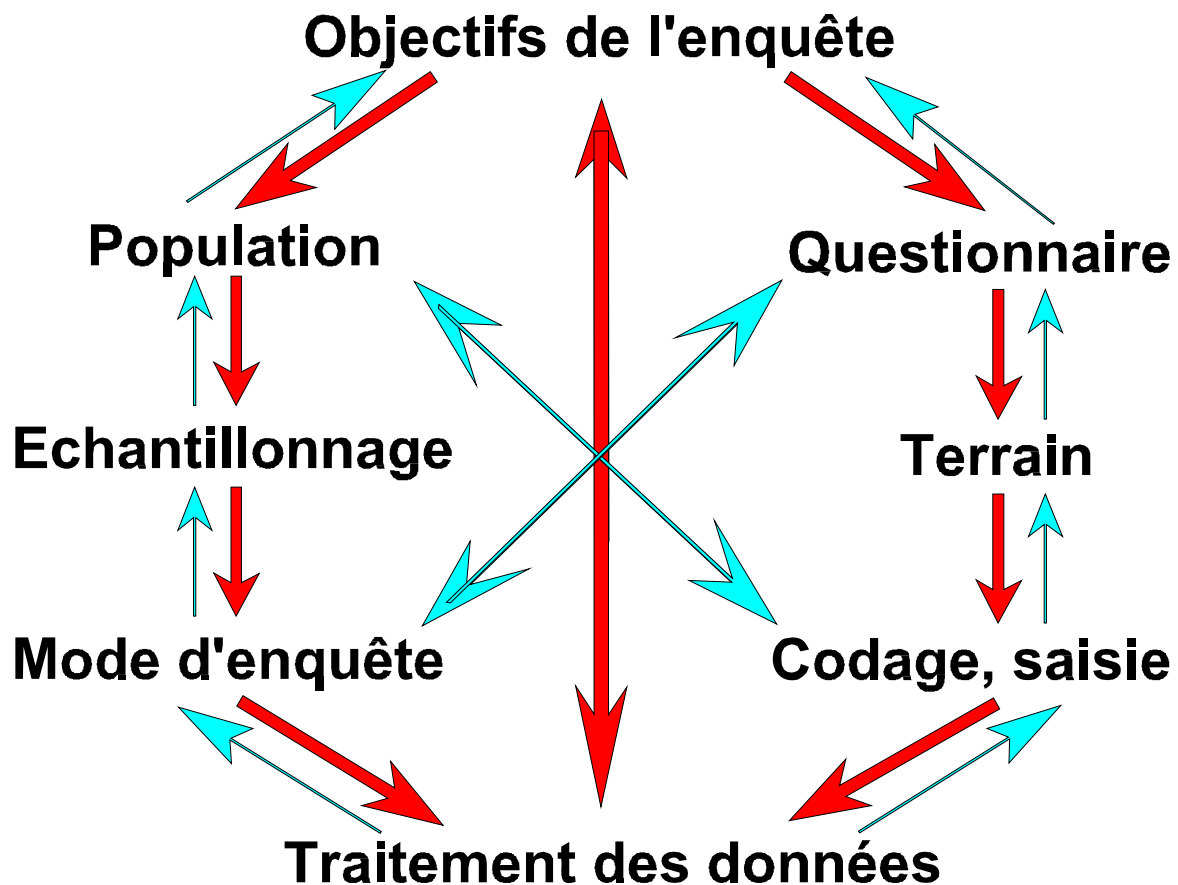 Objectifs de l'enquête
Population
Questionnaire
Echantillonnage
Terrain
Mode d'enquête
Codage, saisie
Traitement des données